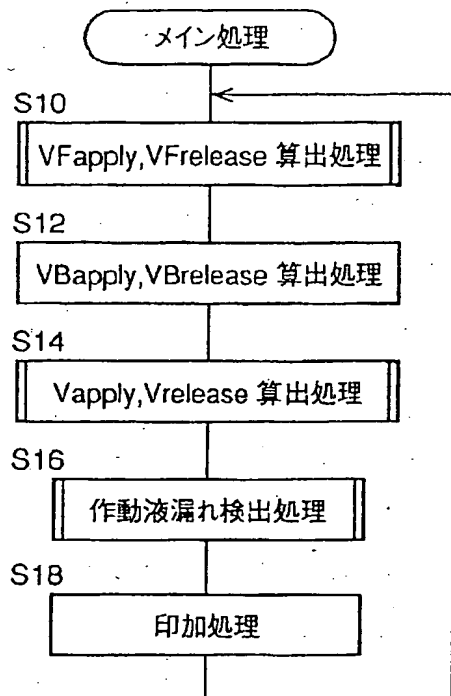 メイン処理
S10
VFapply,VFrelease 算出処理
S12
VBapply,VBrelease 算出処理
S14
Vapply,Vrelease 算出処理
S16
作動液漏れ検出処理
S18
印加処理